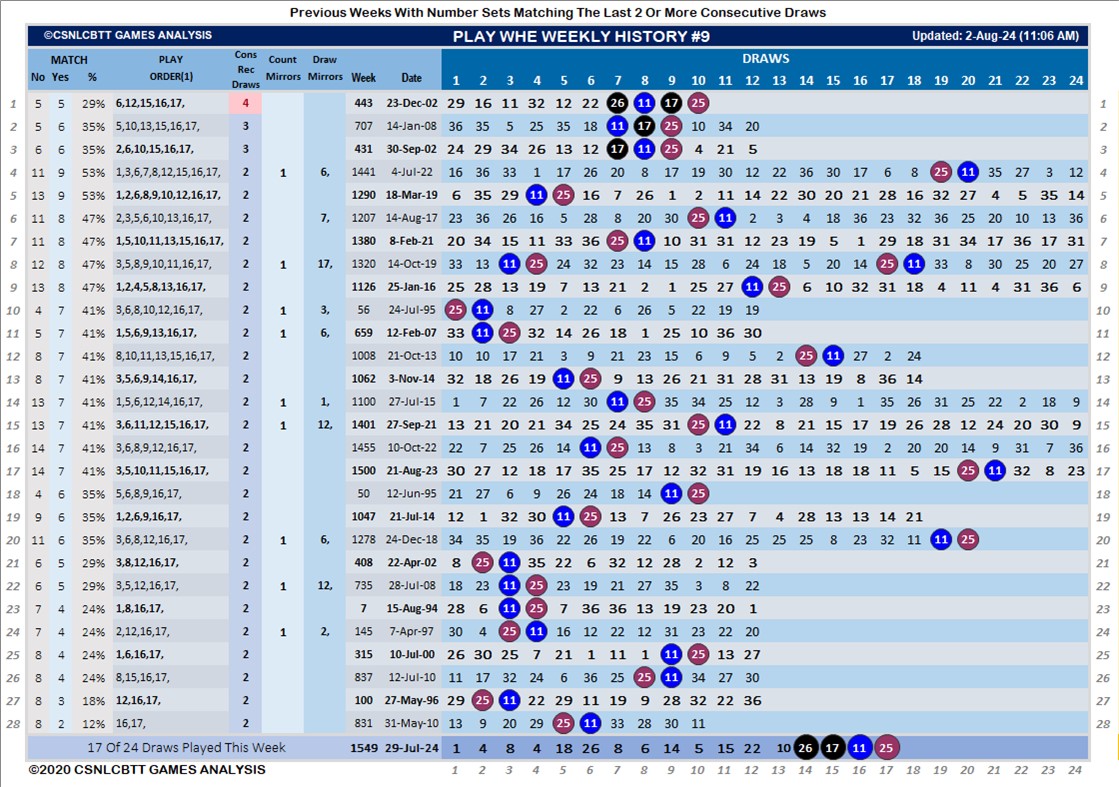 Previous Weeks With Number Sets Matching The Last 2 Or More Consecutive Draws
©CSNLCBTT GAMES ANALYSIS PLAY WHE WEEKLY HISTORY #9 Updated: 2-Aug-24 (11:06 AM)
MATCH PLAY Cons Rec Draws Count Mirrors Draw Mirrors DRAWS
No Yes % ORDER(1) Week Date 1 2 3 4 5 6 7 8 9 10 11 12 13 14 15 16 17 18 19 20 21 22 23 24
1 5 5 29% 6,12,15,16,17, 4 443 23-Dec-02 29 16 11 32 12 22 26 11 17 25 1
2 5 6 35% 5,10,13,15,16,17, 3 707 14-Jan-08 36 35 5 25 35 18 11 17 25 10 34 20 2
3 6 6 35% 2,6,10,15,16,17, 3 431 30-Sep-02 24 29 34 26 13 12 17 11 25 4 21 5 3
4 11 9 53% 1,3,6,7,8,12,15,16,17, 2 1 6, 1441 4-Jul-22 16 36 33 1 17 26 20 8 17 19 30 12 22 36 30 16 6 8 25 11 35 27 3 12 4
5 13 9 53% 1,2,6,8,9,10,12,16,17, 2 1290 18-Mar-19 6 35 29 11 25 16 7 26 1 2 11 14 22 30 20 21 28 16 32 27 4 5 35 14 5
6 11 8 47% 2,3,5,6,10,13,16,17, 2 7, 1207 14-Aug-17 23 36 26 16 5 28 8 20 30 25 11 2 3 4 18 36 23 32 36 25 20 10 13 36 6
7 11 8 47% 1,5,10,11,13,15,16,17, 2 1380 8-Feb-21 20 34 15 11 33 36 25 11 10 31 31 12 23 19 5 1 29 18 31 34 17 36 17 31 7
8 12 8 47% 3,5,8,9,10,11,16,17, 2 1 17, 1320 14-Oct-19 33 13 11 25 24 32 23 14 15 28 6 24 18 5 20 14 25 11 33 8 30 25 20 27 8
9 13 8 47% 1,2,4,5,8,13,16,17, 2 1126 25-Jan-16 25 28 13 19 7 13 21 2 1 25 27 11 25 6 10 32 31 18 4 11 4 31 36 6 9
10 4 7 41% 3,6,8,10,12,16,17, 2 1 3, 56 24-Jul-95 25 11 8 27 2 22 6 26 5 22 19 19 10
11 5 7 41% 1,5,6,9,13,16,17, 2 1 6, 659 12-Feb-07 33 11 25 32 14 26 18 1 25 10 36 30 11
12 8 7 41% 8,10,11,13,15,16,17, 2 1008 21-Oct-13 10 10 17 21 3 9 21 23 15 6 9 5 2 25 11 27 2 24 12
13 8 7 41% 3,5,6,9,14,16,17, 2 1062 3-Nov-14 32 18 26 19 11 25 9 13 26 21 31 28 31 13 19 8 36 14 13
14 13 7 41% 1,5,6,12,14,16,17, 2 1 1, 1100 27-Jul-15 1 7 22 26 12 30 11 25 35 34 25 12 3 28 9 1 35 26 31 25 22 2 18 9 14
15 13 7 41% 3,6,11,12,15,16,17, 2 1 12, 1401 27-Sep-21 13 21 20 21 34 25 24 35 31 25 11 22 8 21 15 17 19 26 28 12 24 20 30 9 15
16 14 7 41% 3,6,8,9,12,16,17, 2 1455 10-Oct-22 22 7 25 26 14 11 25 13 8 3 21 34 6 14 32 19 2 20 20 14 9 31 7 36 16
17 14 7 41% 3,5,10,11,15,16,17, 2 1500 21-Aug-23 30 27 12 18 17 35 25 9 12 32 31 19 16 13 18 18 11 5 15 25 11 32 8 23 17
18 4 6 35% 5,6,8,9,16,17, 2 50 12-Jun-95 21 27 6 9 26 24 18 14 11 25 18
19 9 6 35% 1,2,6,9,16,17, 2 1047 21-Jul-14 12 1 32 30 11 25 13 7 26 23 27 7 4 28 13 13 14 21 19
20 11 6 35% 3,6,8,12,16,17, 2 1 6, 1278 24-Dec-18 34 35 19 36 22 26 19 22 6 20 16 25 25 8 23 32 11 11 25 20
21 6 5 29% 3,8,12,16,17, 2 408 22-Apr-02 8 25 11 35 22 6 32 12 28 2 12 3 21
22 8 5 29% 3,5,12,16,17, 2 1 12, 735 28-Jul-08 18 23 11 25 23 19 21 27 35 3 8 22 22
23 7 4 24% 1,8,16,17, 2 7 15-Aug-94 28 6 11 25 7 36 36 13 19 23 20 1 23
24 7 4 24% 2,12,16,17, 2 1 2, 145 7-Apr-97 30 4 25 11 16 12 22 12 31 23 22 20 24
25 8 4 24% 1,6,16,17, 2 315 10-Jul-00 26 30 25 7 21 1 11 1 11 25 13 27 25
26 8 4 24% 8,15,16,17, 2 837 12-Jul-10 11 17 32 24 6 36 25 25 11 34 27 30 26
27 8 3 18% 12,16,17, 2 100 27-May-96 29 25 11 22 29 11 19 9 28 32 22 36 27
28 8 2 12% 16,17, 2 831 31-May-10 13 9 20 29 25 11 33 28 30 11 28
17 Of 24 Draws Played This Week 1549 29-Jul-24 1 4 8 4 18 26 8 6 14 5 15 22 10 26 17 11 25
©2020 CSNLCBTT GAMES ANALYSIS 1 2 3 4 5 6 7 8 9 10 11 12 13 14 15 16 17 18 19 20 21 22 23 24